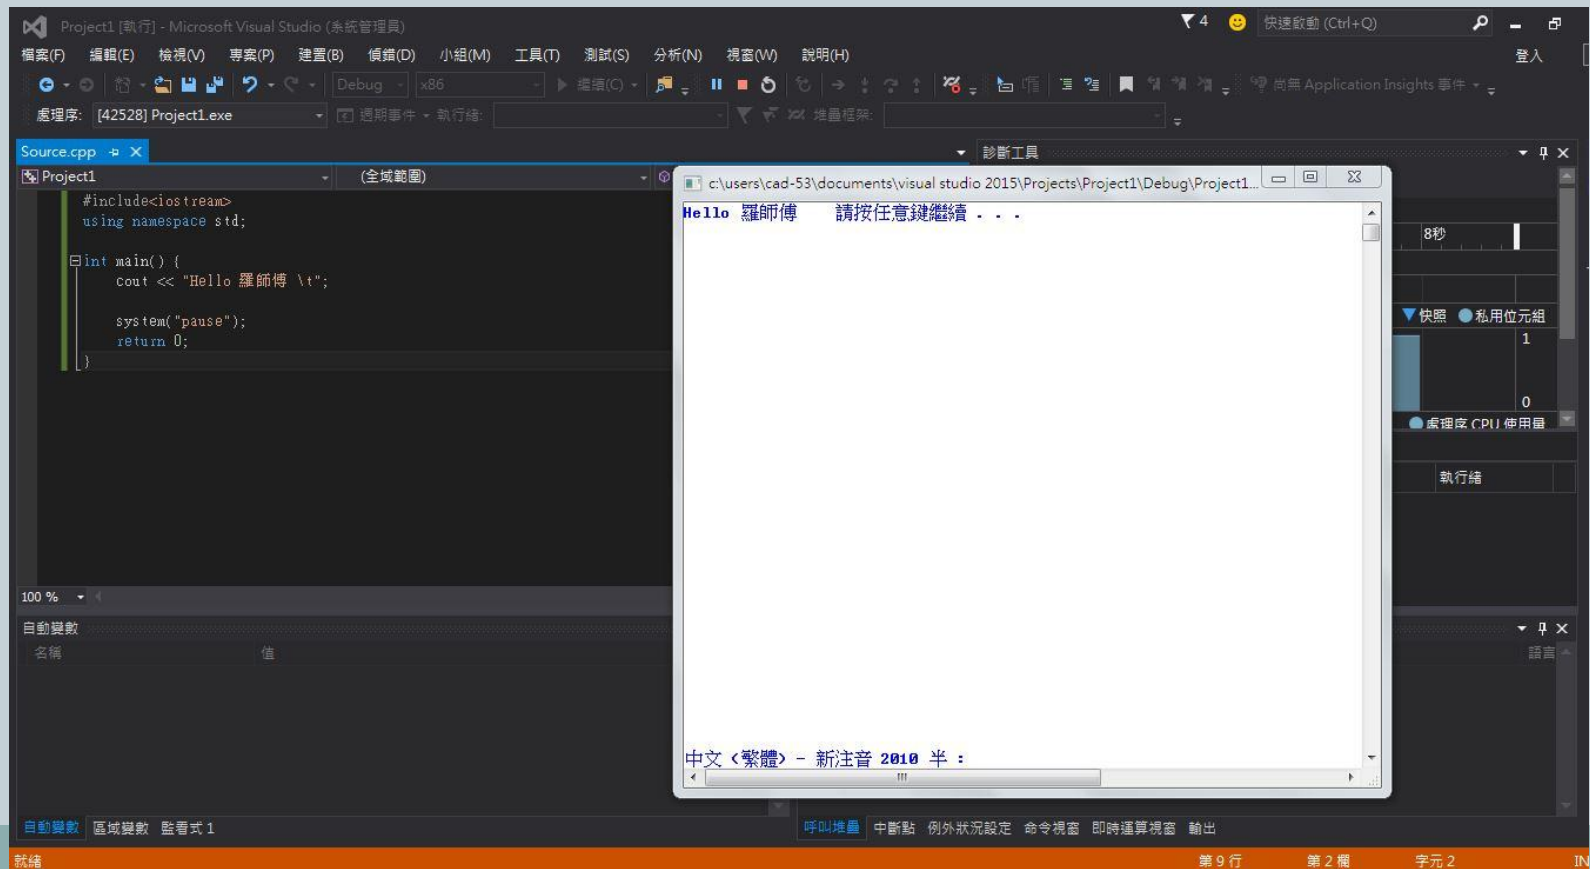 Project1 [執行] - Microsoft Visual Studio (系統管理員)
4
快速啟動 (Ctrl+Q)
檔案(F) 編輯(E) 檢視(V) 專案(P) 建置(B) 偵錯(D) 小組(M) 工具(T) 測試(S) 分析(N) 視窗(W) 說明(H)
登入
Debug x86 繼續(C) 尚無 Application Insights 事件
處理序: [42528] Project1.exe 週期事件 執行緒: 堆疊框架:
Source.cpp
Project1 (全域範圍)
#include<iostream>
using namespace std;
int main() {
cout << "Hello 羅師傅 \t";
system("pause");
return 0;
}
100 %
c:\users\cad-53\documents\visual studio 2015\Projects\Project1\Debug\Project1...
Hello 羅師傅 請按任意鍵繼續 . . .
中文 (繁體) - 新注音 2010 半 :
診斷工具
8秒
快照 私用位元組
1
0
處理序 CPU 使用量
執行緒
自動變數
名稱 值
語言
自動變數 區域變數 監看式 1
呼叫堆疊 中斷點 例外狀況設定 命令視窗 即時運算視窗 輸出
就緒 第 9 行 第 2 欄 字元 2 IN